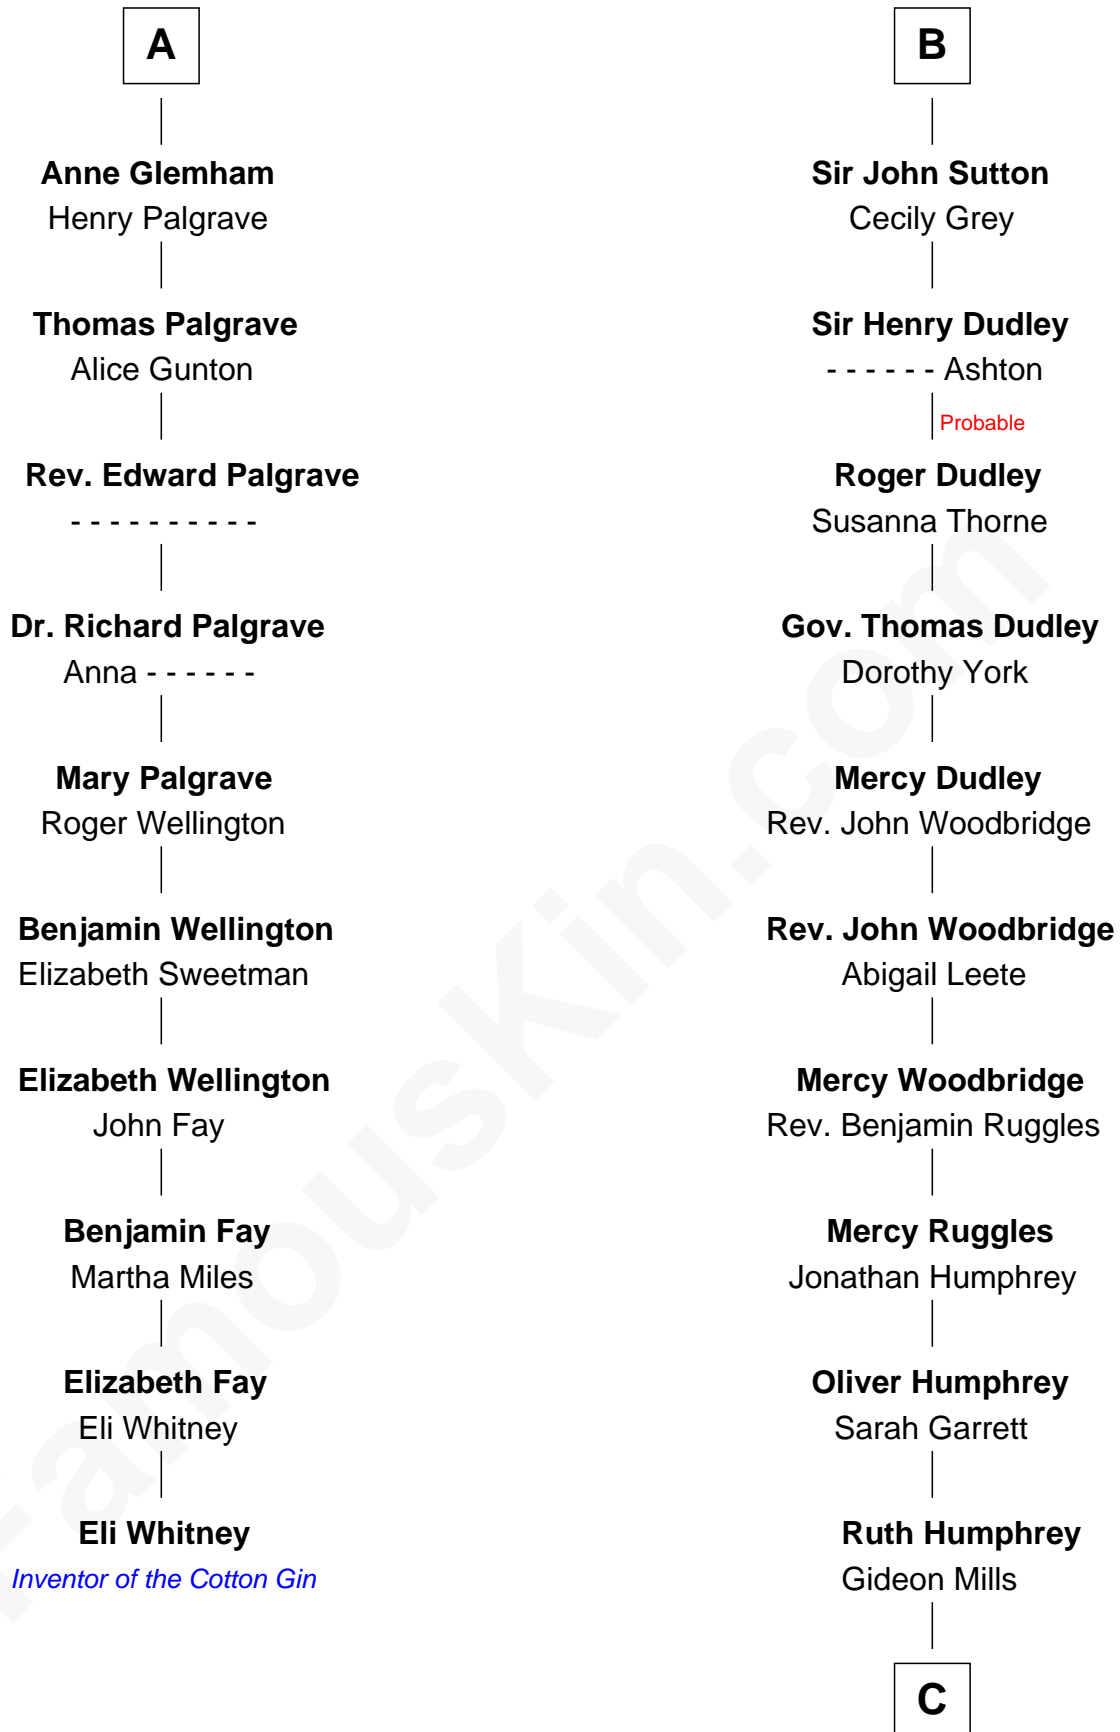 A
Anne Glemham
Henry Palgrave
Thomas Palgrave
Alice Gunton
Rev. Edward Palgrave
- - - - - - - - - -
Dr. Richard Palgrave
Anna - - - - - -
Mary Palgrave
Roger Wellington
Benjamin Wellington
Elizabeth Sweetman
Elizabeth Wellington
John Fay
Benjamin Fay
Martha Miles
Elizabeth Fay
Eli Whitney
Eli Whitney
Inventor of the Cotton Gin
B
Sir John Sutton
Cecily Grey
Sir Henry Dudley
- - - - - - Ashton
Probable
Roger Dudley
Susanna Thorne
Gov. Thomas Dudley
Dorothy York
Mercy Dudley
Rev. John Woodbridge
Rev. John Woodbridge
Abigail Leete
Mercy Woodbridge
Rev. Benjamin Ruggles
Mercy Ruggles
Jonathan Humphrey
Oliver Humphrey
Sarah Garrett
Ruth Humphrey
Gideon Mills
C
FamousKin.com